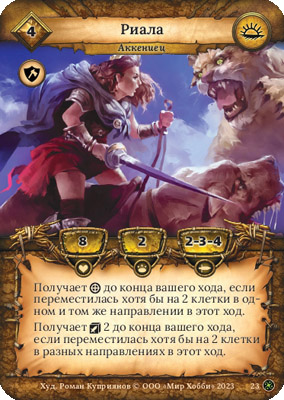 4
Риала
Аккениец
8 2 2-3-4
Получает до конца вашего хода, если
переместилась хотя бы на 2 клетки в од-
ном и том же направлении в этот ход.
Получает 2 до конца вашего хода,
если переместилась хотя бы на 2 клетки
в разных направлениях в этот ход.
Худ. Роман Куприянов © ООО «Мир Хобби» 2023
23